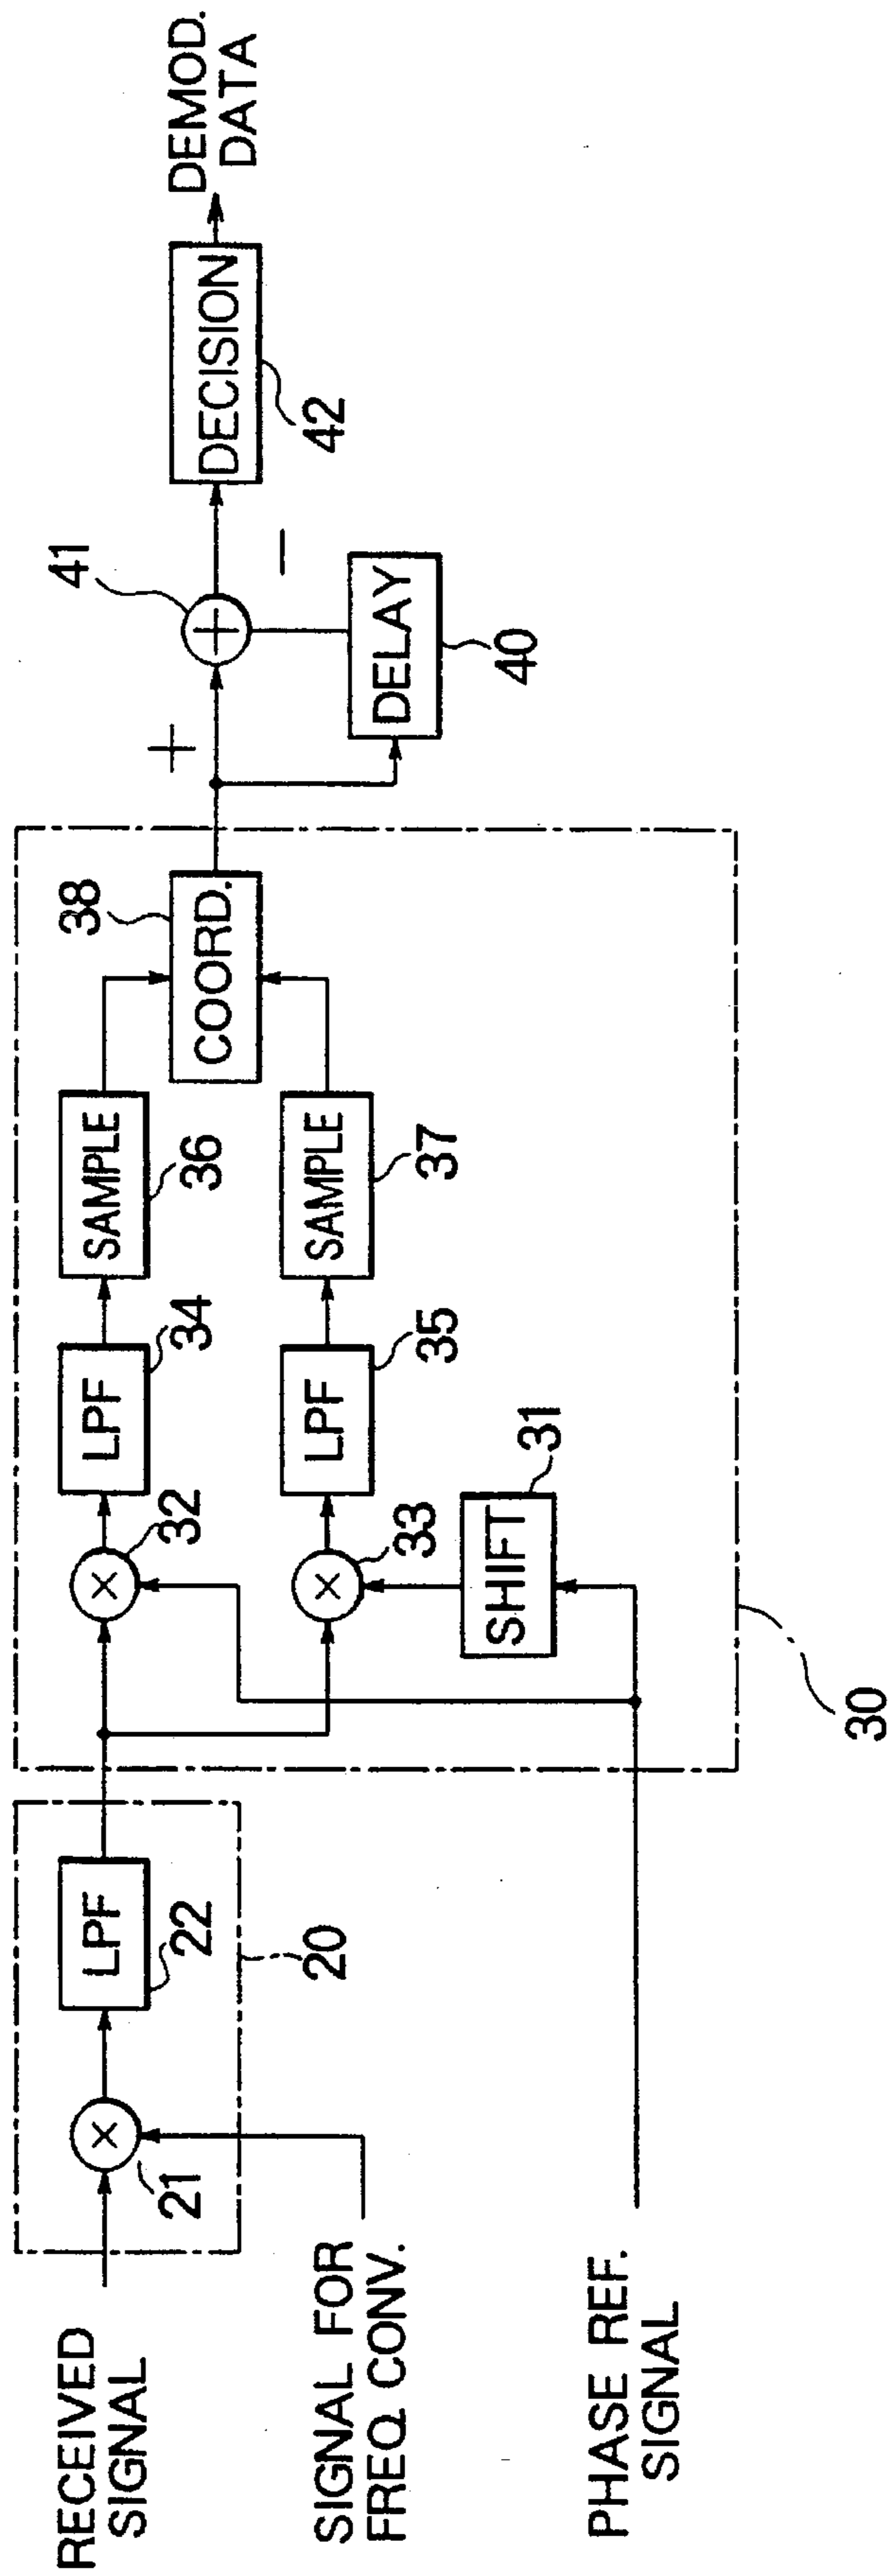 RECEIVED
SIGNAL
SIGNAL FOR
FREQ. CONV.
PHASE REF.
SIGNAL
21
LPF
22
20
32
33
SHIFT
31
LPF
34
LPF
35
SAMPLE
36
SAMPLE
37
COORD.
38
30
+
−
41
DELAY
40
DECISION
42
DEMOD.
DATA